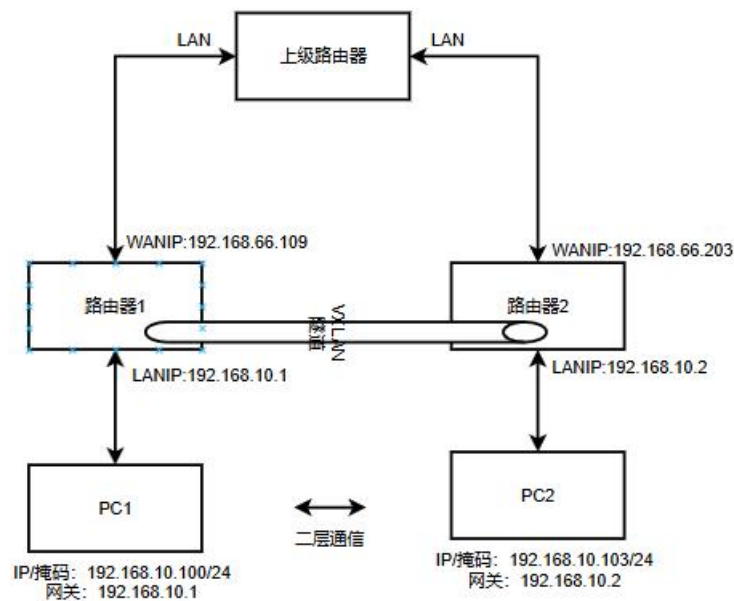 LAN
上级路由器
LAN
WANIP:192.168.66.109
WANIP:192.168.66.203
路由器1
VXLAN
隧道
路由器2
LANIP:192.168.10.1
LANIP:192.168.10.2
PC1
PC2
二层通信
IP/掩码：192.168.10.100/24
网关：192.168.10.1
IP/掩码：192.168.10.103/24
网关：192.168.10.2